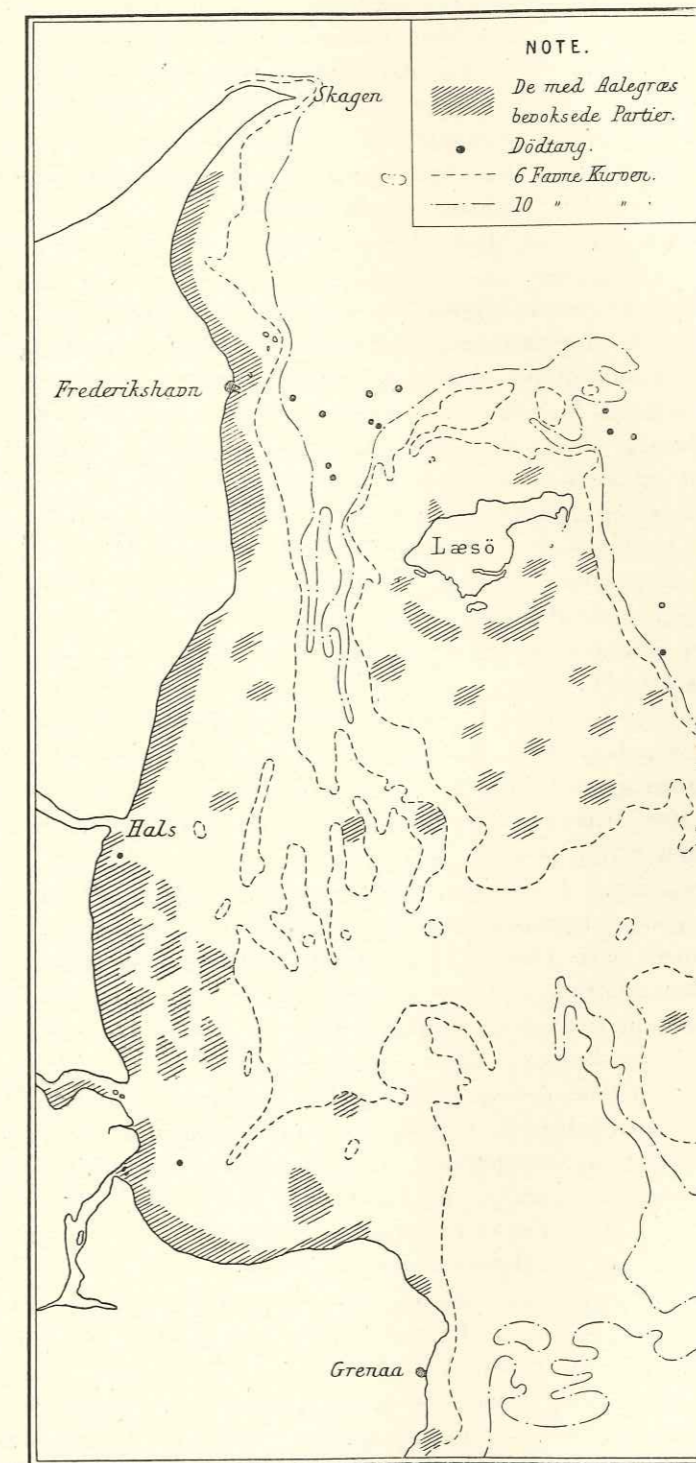 NOTE.
De med Aalegræs
bevoksede Partier.
Dödtang.
6 Favne Kurven.
10 " " .
Skagen
Frederikshavn
Læsö
Hals
Grenaa